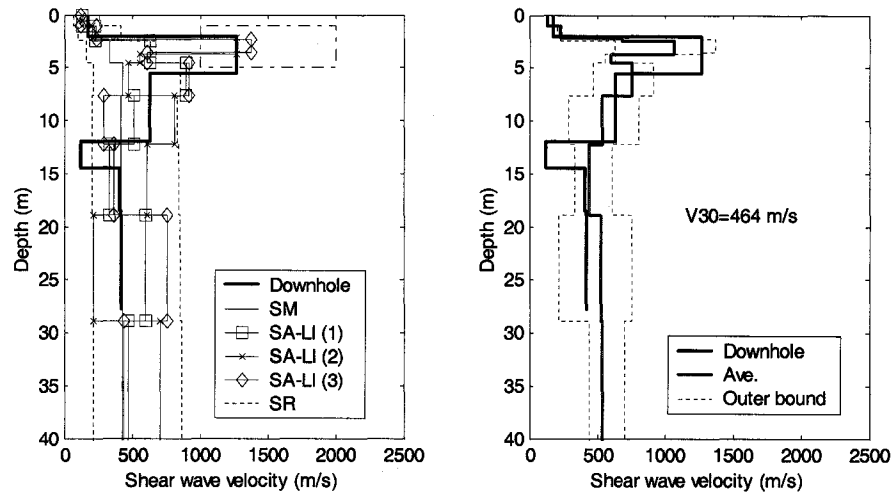 0
5
10
15
20
25
30
35
40
Depth (m)
0 500 1000 1500 2000 2500
Shear wave velocity (m/s)
Downhole
SM
SA-LI (1)
SA-LI (2)
SA-LI (3)
SR
0
5
10
15
20
25
30
35
40
Depth (m)
0 500 1000 1500 2000 2500
Shear wave velocity (m/s)
V30=464 m/s
Downhole
Ave.
Outer bound